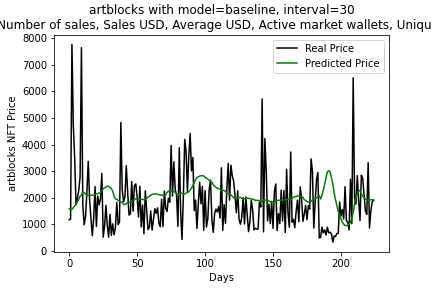 artblocks with model=baseline, interval=30
Number of sales, Sales USD, Average USD, Active market wallets,
8000
7000
6000
5000
4000
3000
2000
1000
0
artblocks NFT Price
Real Price
Predicted Price
0 50 100 150 200
Days